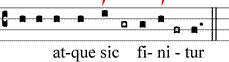 at-que sic fi- ni - tur